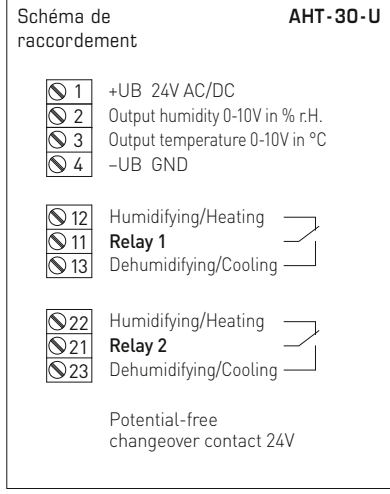 Schéma de AHT-30-U
raccordement
1 +UB 24V AC/DC
2 Output humidity 0-10V in % r.H.
3 Output temperature 0-10V in °C
4 –UB GND
12 Humidifying/Heating
11 Relay 1
13 Dehumidifying/Cooling
22 Humidifying/Heating
21 Relay 2
23 Dehumidifying/Cooling
Potential-free
changeover contact 24V